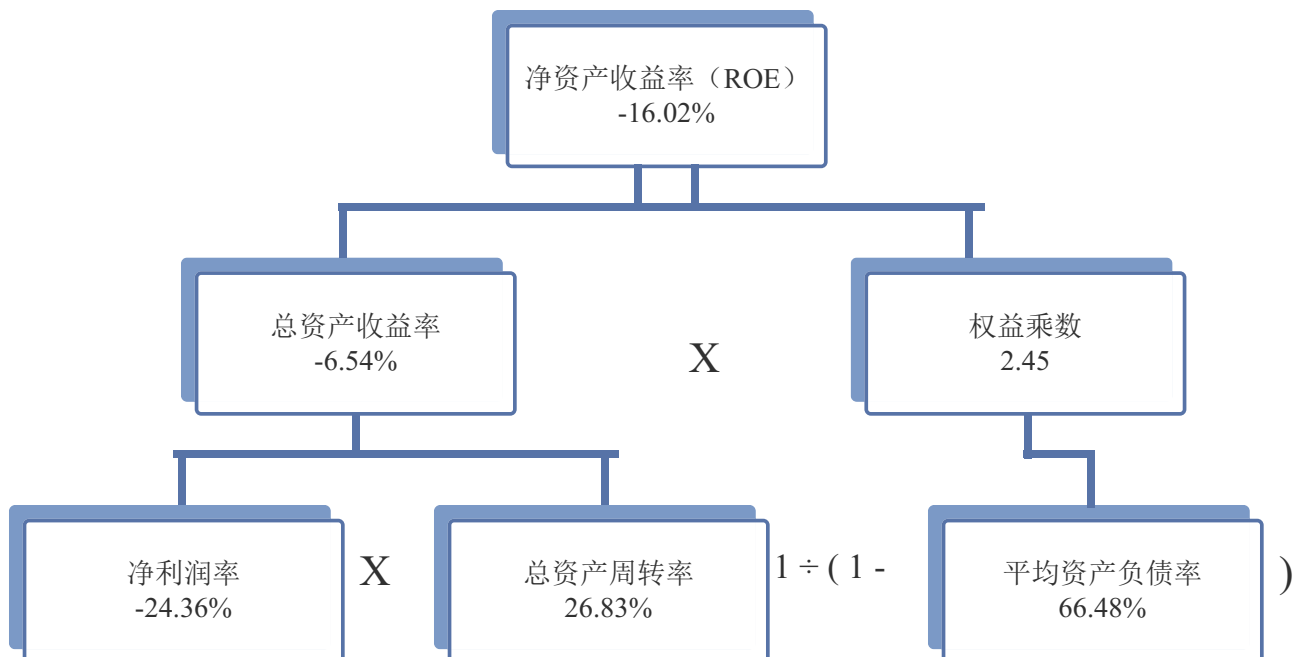 净资产收益率（ROE）
-16.02%
总资产收益率
-6.54%
X
权益乘数
2.45
净利润率
-24.36%
X
总资产周转率
26.83%
1 ÷ ( 1 -
平均资产负债率
66.48%
)